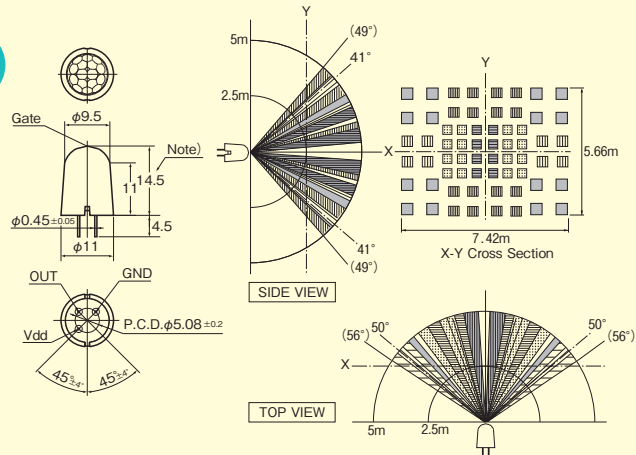 φ9.5
Gate
Note)
11
14.5
φ0.45±0.05
4.5
φ11
OUT
GND
Vdd
P.C.D.φ5.08±0.2
45°±4°
45°±4°
Y
5m
2.5m
(49°)
41°
41°
(49°)
SIDE VIEW
Y
X
5.66m
7.42m
X-Y Cross Section
(56°)
50°
50°
(56°)
X
TOP VIEW
5m
2.5m